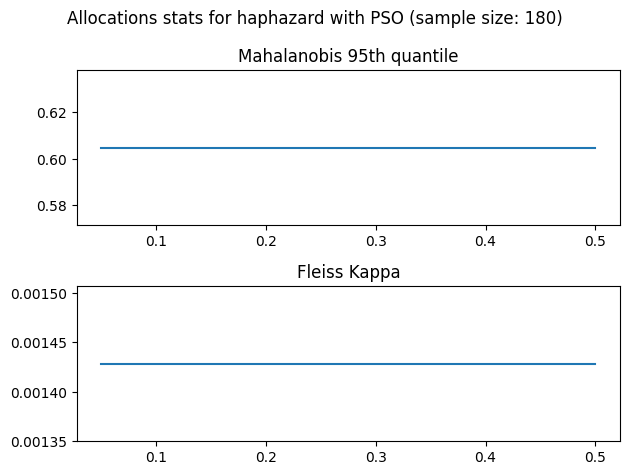 Allocations stats for haphazard with PSO (sample size: 180)
Mahalanobis 95th quantile
0.62
0.60
0.58
0.1 0.2 0.3 0.4 0.5
Fleiss Kappa
0.00150
0.00145
0.00140
0.00135
0.1 0.2 0.3 0.4 0.5